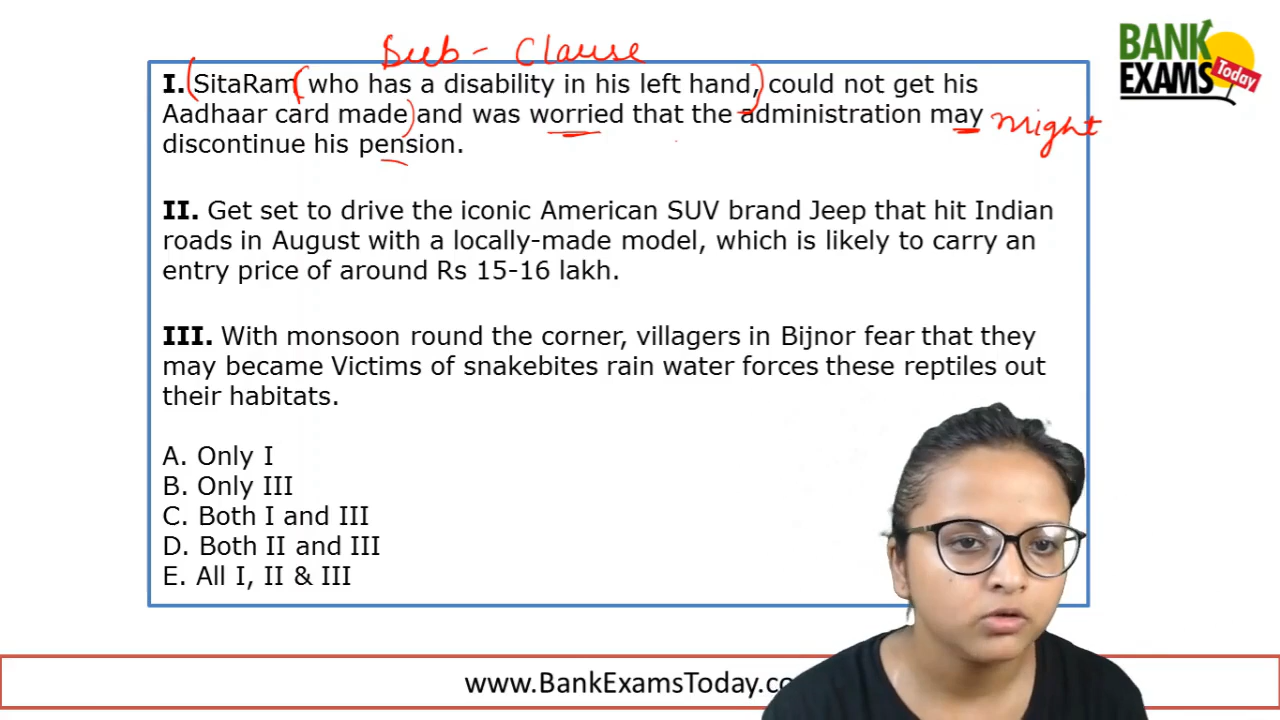 Sub - Clause
I. SitaRam who has a disability in his left hand, could not get his
Aadhaar card made and was worried that the administration may might
discontinue his pension.
II. Get set to drive the iconic American SUV brand Jeep that hit Indian
roads in August with a locally-made model, which is likely to carry an
entry price of around Rs 15-16 lakh.
III. With monsoon round the corner, villagers in Bijnor fear that they
may became Victims of snakebites rain water forces these reptiles out
their habitats.
A. Only I
B. Only III
C. Both I and III
D. Both II and III
E. All I, II & III
BANK
EXAMS Today
www.BankExamsToday.co